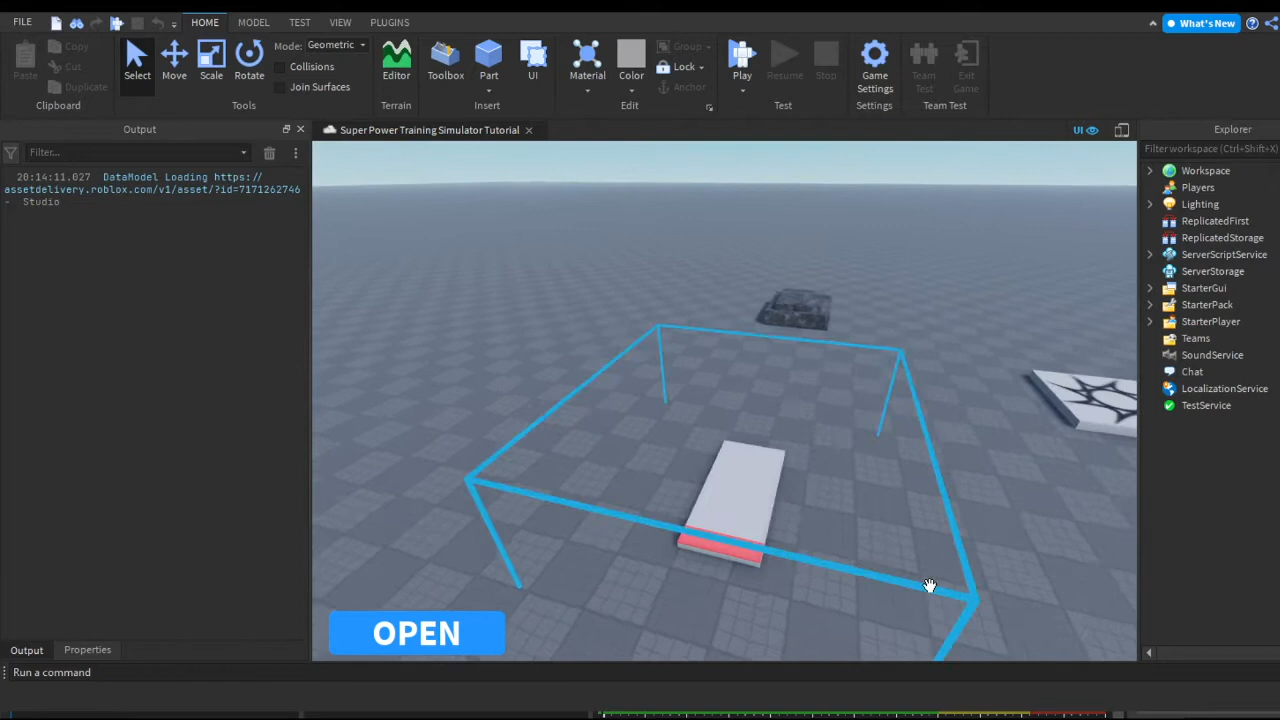 FILE HOME MODEL TEST VIEW PLUGINS What's New
Paste Copy Cut Duplicate Clipboard
Select Move Scale Rotate Mode: Geometric Collisions Join Surfaces Tools
Editor Terrain
Toolbox Part UI Insert
Material Color Group Lock Anchor Edit
Play Resume Stop Test
Game Settings Settings
Team Test Exit Game Team Test
Output
Filter...
20:14:11.027 DataModel Loading https://
assetdelivery.roblox.com/v1/asset/?id=7171262746
- Studio
Super Power Training Simulator Tutorial
UI
OPEN
Explorer
Filter workspace (Ctrl+Shift+X)
Workspace
Players
Lighting
ReplicatedFirst
ReplicatedStorage
ServerScriptService
ServerStorage
StarterGui
StarterPack
StarterPlayer
Teams
SoundService
Chat
LocalizationService
TestService
Output Properties
Run a command